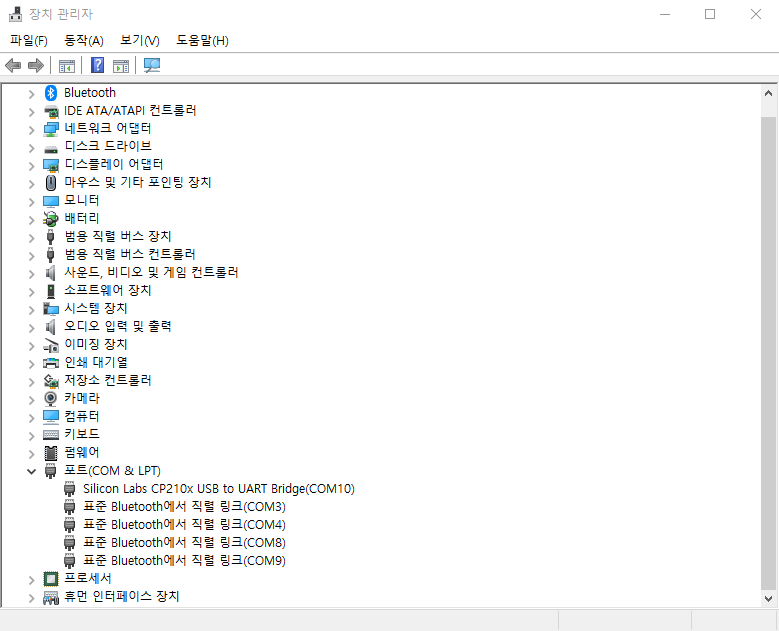 장치 관리자
파일(F) 동작(A) 보기(V) 도움말(H)
Bluetooth
IDE ATA/ATAPI 컨트롤러
네트워크 어댑터
디스크 드라이브
디스플레이 어댑터
마우스 및 기타 포인팅 장치
모니터
배터리
범용 직렬 버스 장치
범용 직렬 버스 컨트롤러
사운드, 비디오 및 게임 컨트롤러
소프트웨어 장치
시스템 장치
오디오 입력 및 출력
이미징 장치
인쇄 대기열
저장소 컨트롤러
카메라
컴퓨터
키보드
펌웨어
포트(COM & LPT)
Silicon Labs CP210x USB to UART Bridge(COM10)
표준 Bluetooth에서 직렬 링크(COM3)
표준 Bluetooth에서 직렬 링크(COM4)
표준 Bluetooth에서 직렬 링크(COM8)
표준 Bluetooth에서 직렬 링크(COM9)
프로세서
휴먼 인터페이스 장치